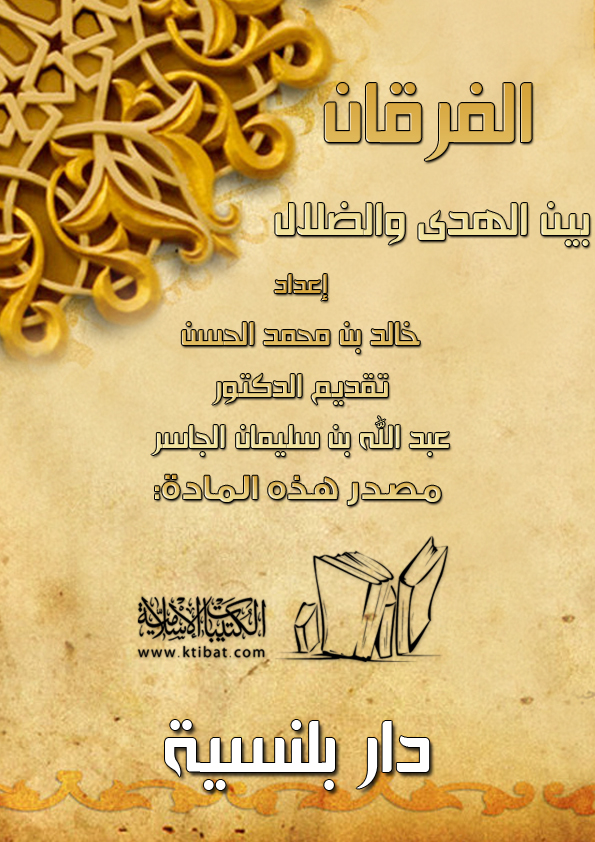 الفرقان
بين الهدى والضلال
إعداد
خالد بن محمد الحسن
تقديم الدكتور
عبد الله بن سليمان الجاسر
مصدر هذه المادة:
الكتيبات الإسلامية
www.ktibat.com
دار بلنسية